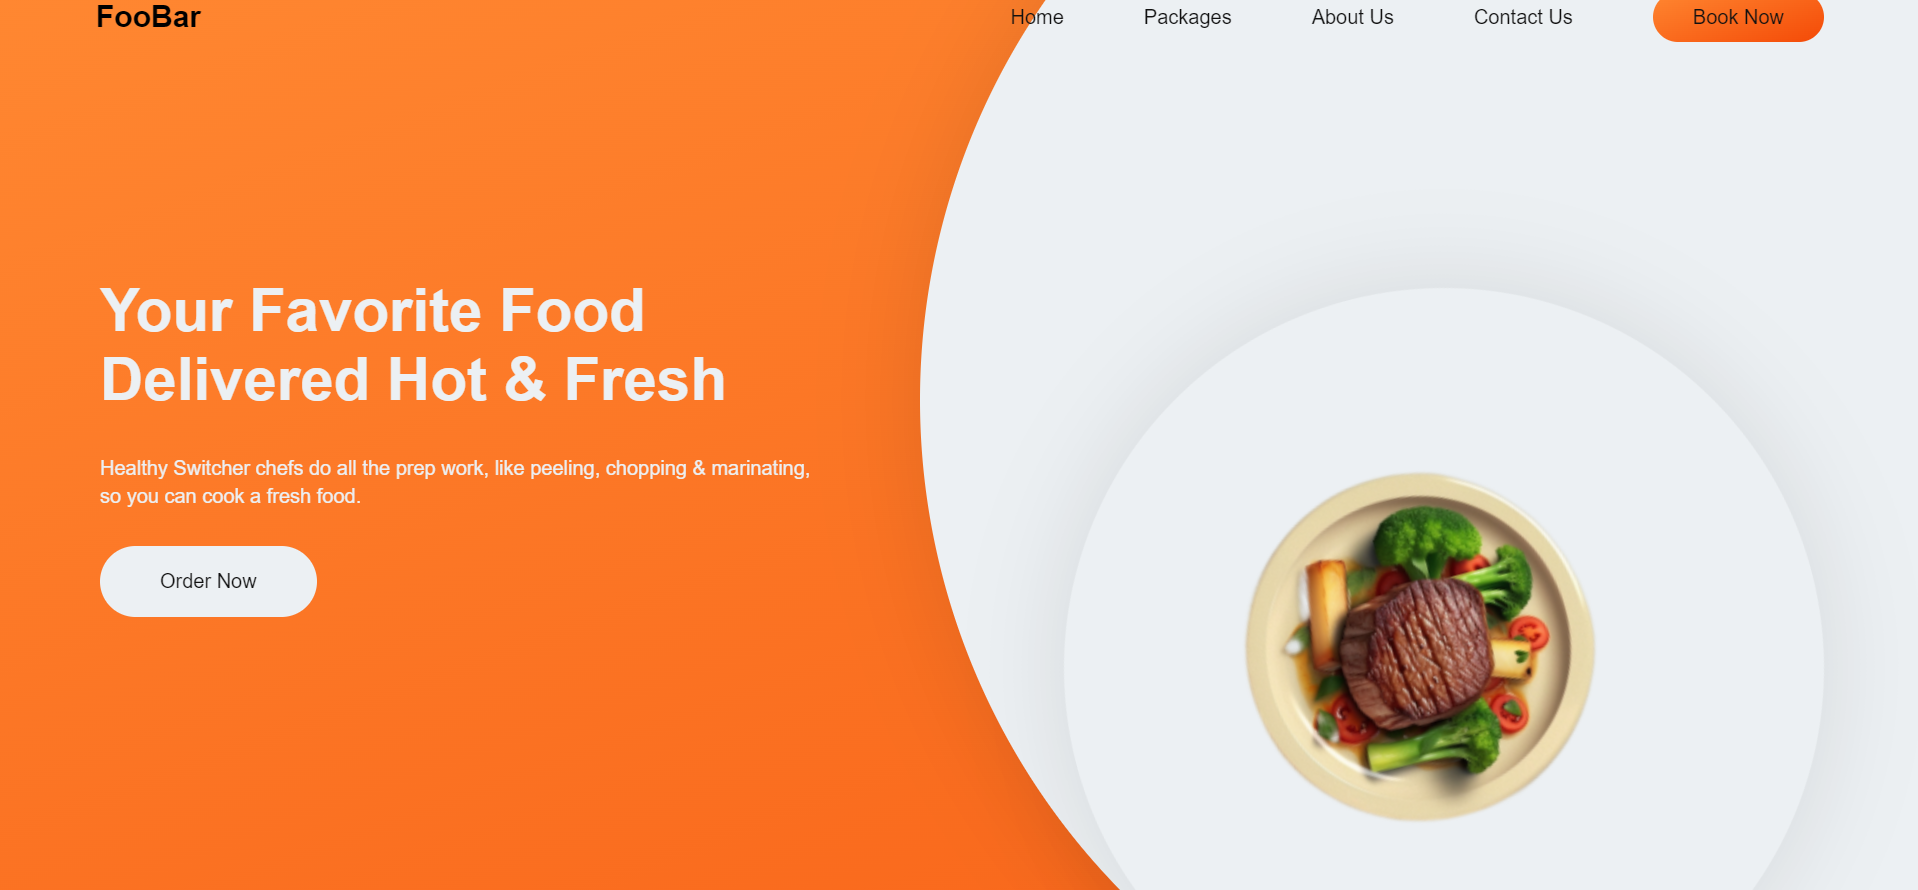 FooBar
Home
Packages
About Us
Contact Us
Book Now
Your Favorite Food
Delivered Hot & Fresh
Healthy Switcher chefs do all the prep work, like peeling, chopping & marinating,
so you can cook a fresh food.
Order Now